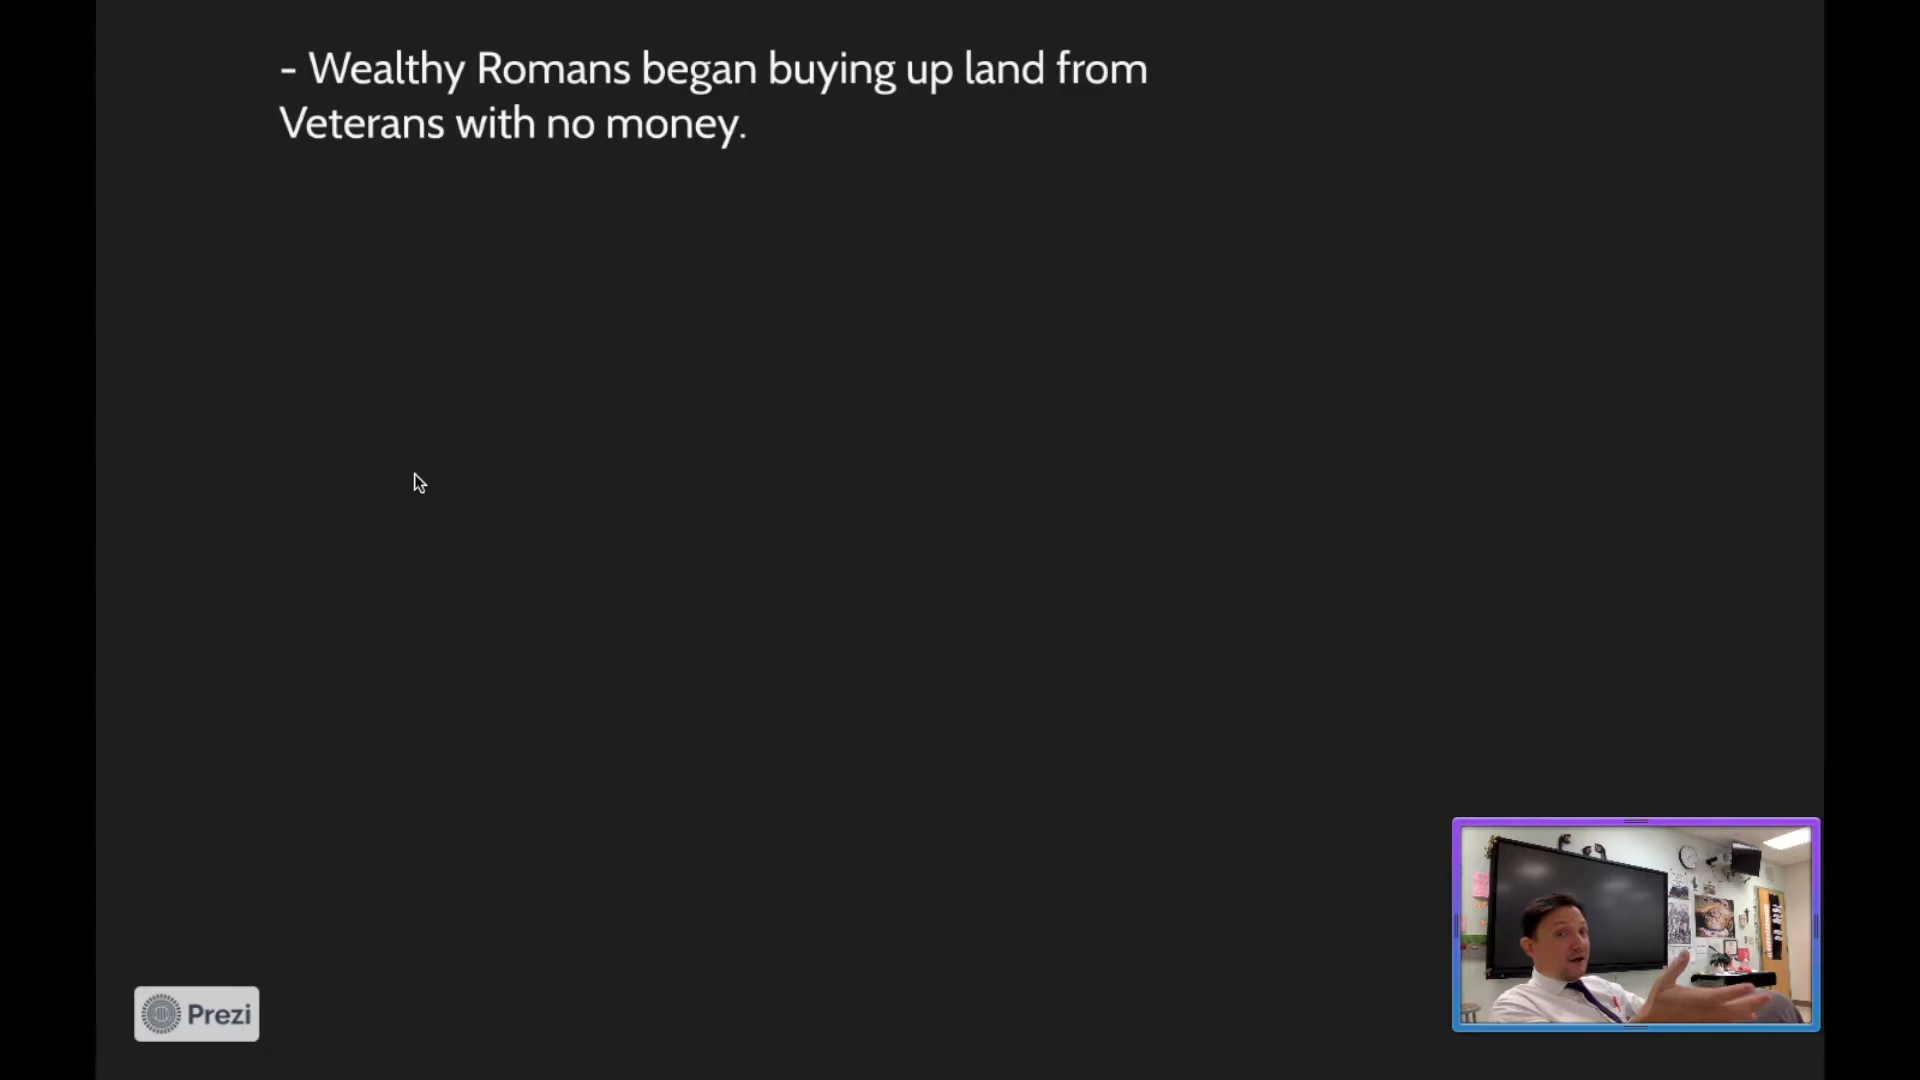 - Wealthy Romans began buying up land from
Veterans with no money.
Prezi